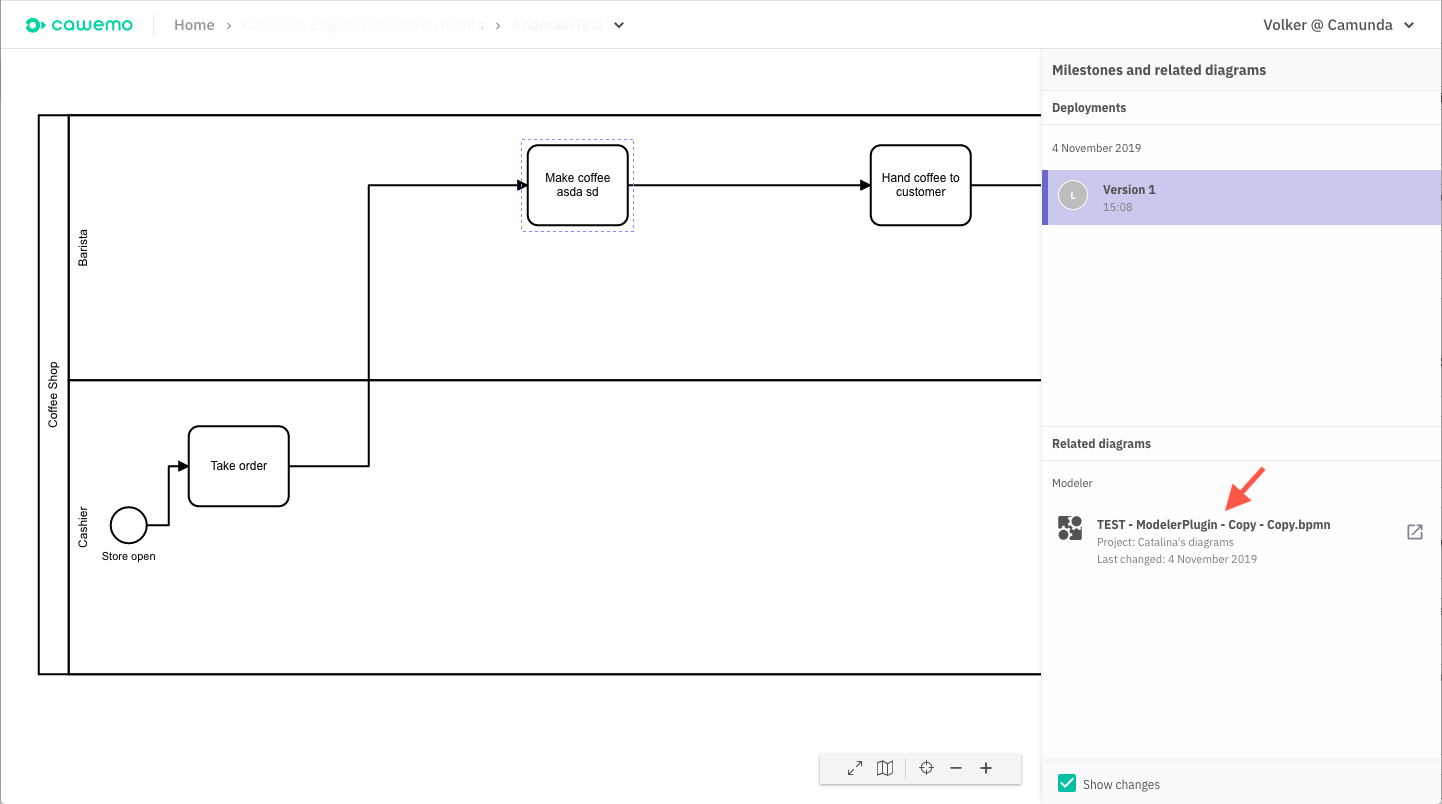 cawemo
Home › Catalinas Engine Test Deployments › Andreas-Test
Volker @ Camunda
Milestones and related diagrams
Deployments
4 November 2019
L
Version 1
15:08
Make coffee
asda sd
Hand coffee to
customer
Barista
Coffee Shop
Take order
Cashier
Store open
Related diagrams
Modeler
TEST - ModelerPlugin - Copy - Copy.bpmn
Project: Catalina's diagrams
Last changed: 4 November 2019
Show changes